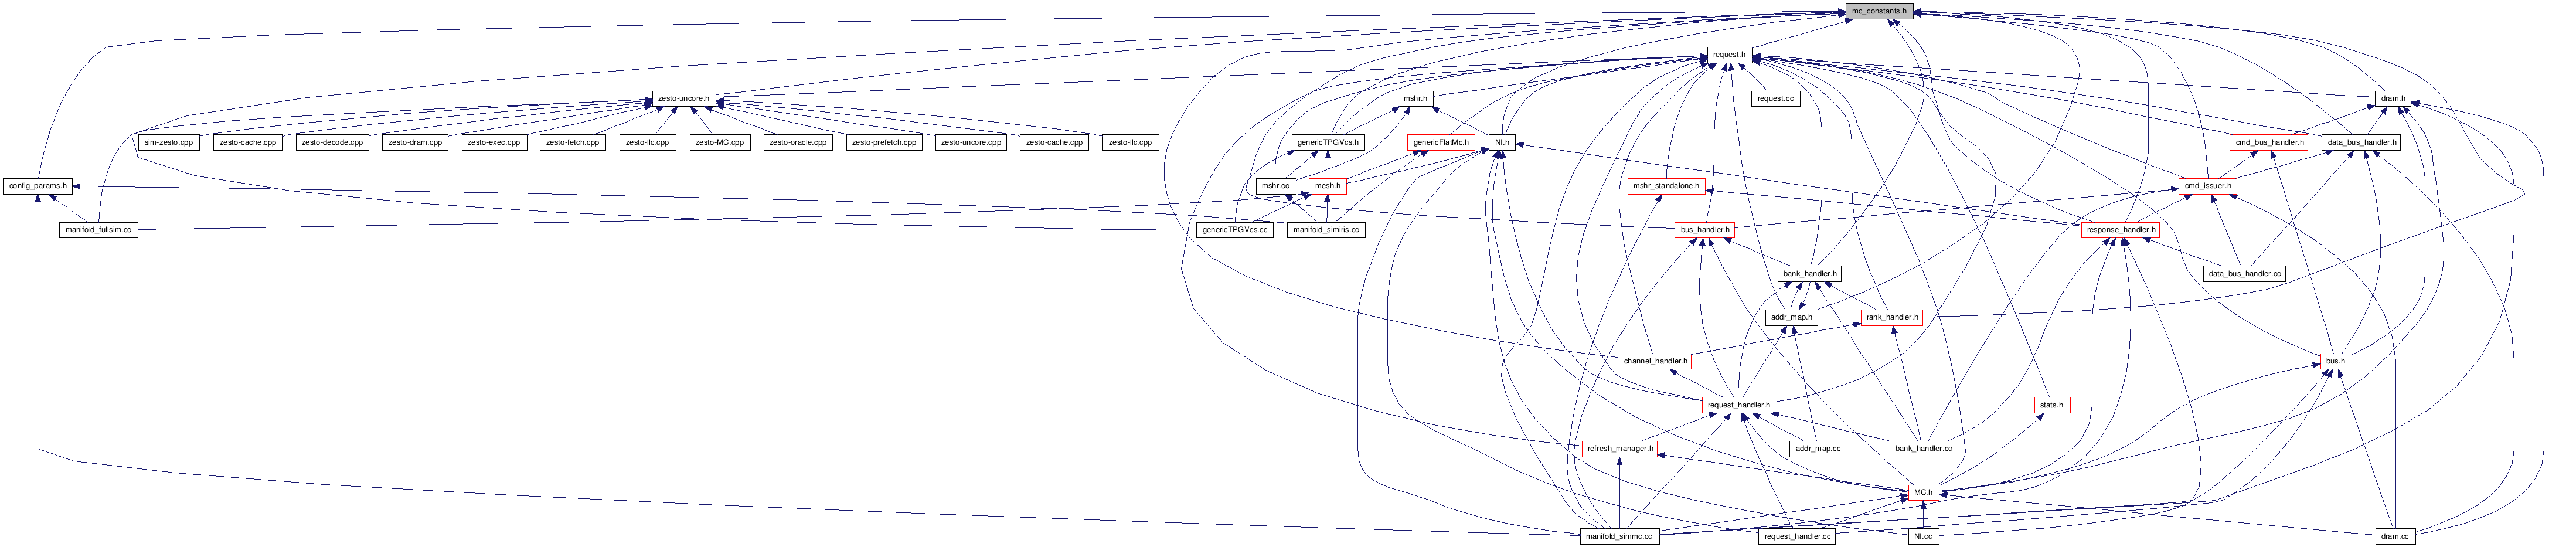 mc_constants.h
request.h
zesto-uncore.h
mshr.h
request.cc
dram.h
sim-zesto.cpp
zesto-cache.cpp
zesto-decode.cpp
zesto-dram.cpp
zesto-exec.cpp
zesto-fetch.cpp
zesto-llc.cpp
zesto-MC.cpp
zesto-oracle.cpp
zesto-prefetch.cpp
zesto-uncore.cpp
zesto-cache.cpp
zesto-llc.cpp
genericTPGVcs.h
genericFlatMc.h
NI.h
cmd_bus_handler.h
data_bus_handler.h
config_params.h
mshr.cc
mesh.h
mshr_standalone.h
cmd_issuer.h
manifold_fullsim.cc
genericTPGVcs.cc
manifold_simiris.cc
bus_handler.h
response_handler.h
bank_handler.h
data_bus_handler.cc
addr_map.h
rank_handler.h
channel_handler.h
bus.h
request_handler.h
stats.h
refresh_manager.h
addr_map.cc
bank_handler.cc
MC.h
manifold_simmc.cc
request_handler.cc
NI.cc
dram.cc